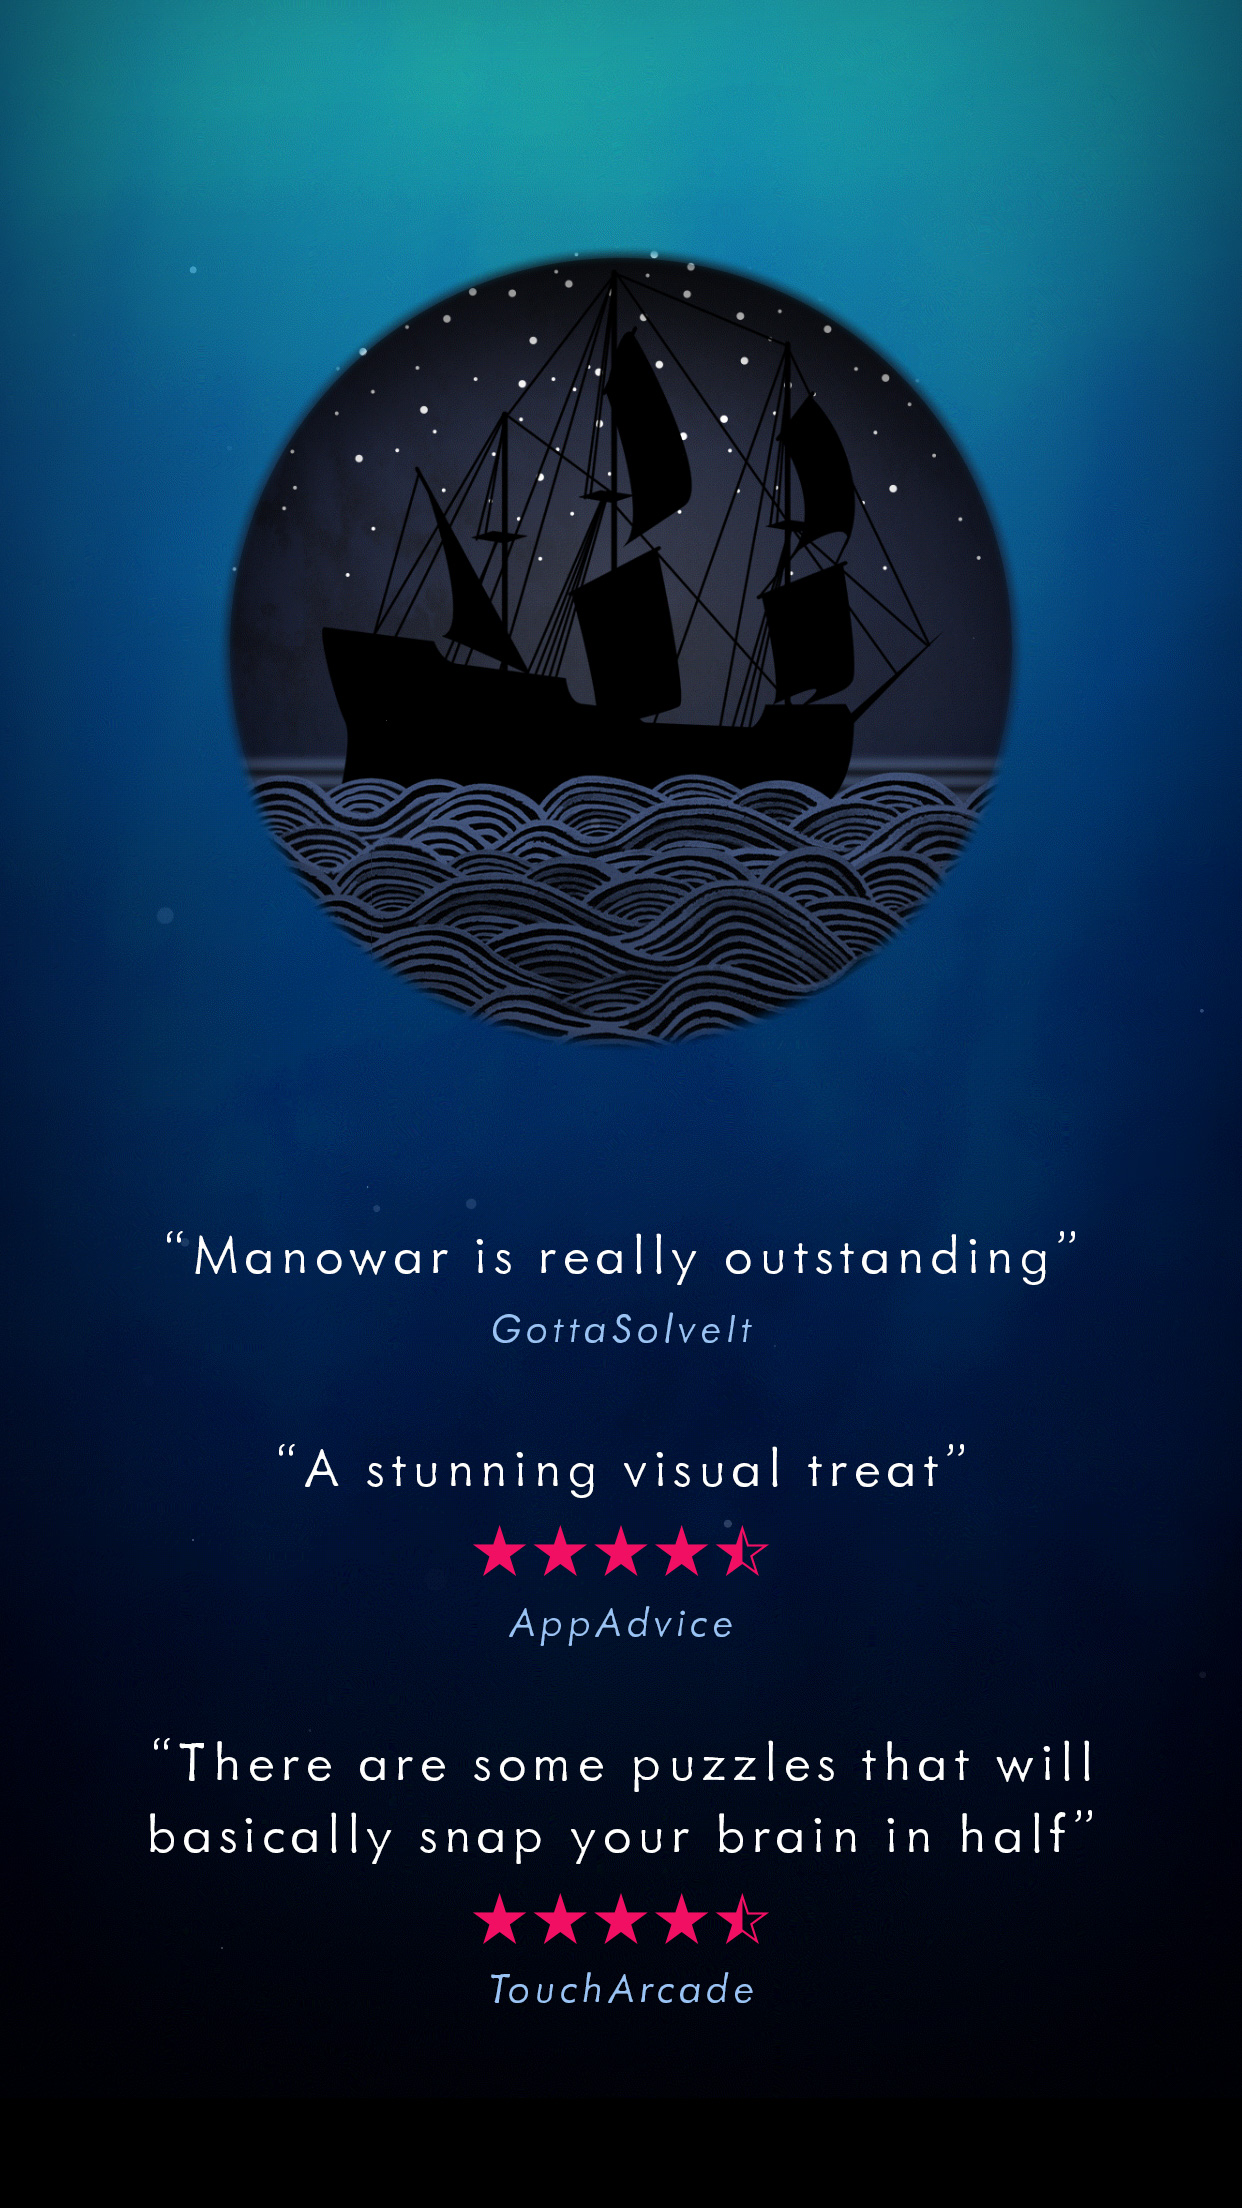 “Manowar is really outstanding”
GottaSolveIt
“A stunning visual treat”
AppAdvice
“There are some puzzles that will
basically snap your brain in half”
TouchArcade